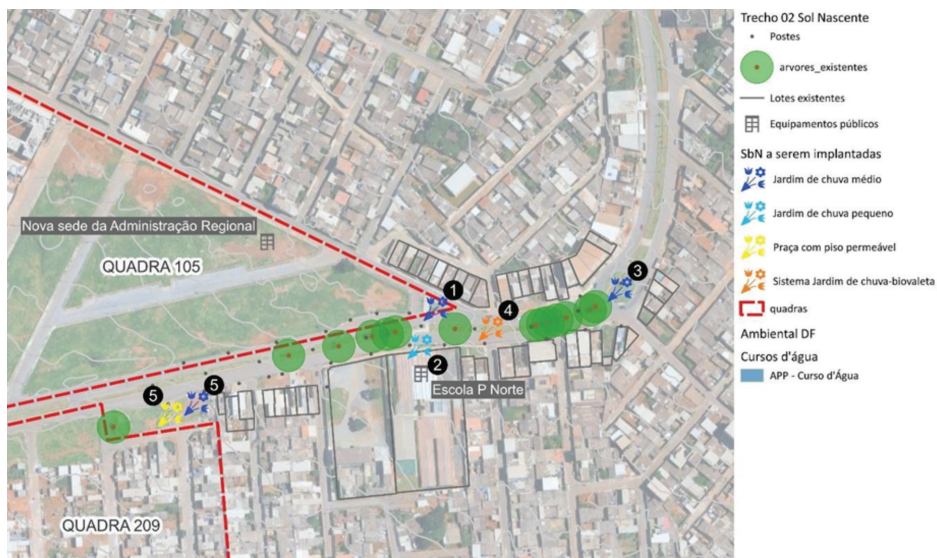 Nova sede da Administração Regional
QUADRA 105
1
3
4
2
Escola P Norte
5
5
QUADRA 209
Trecho 02 Sol Nascente
Postes
arvores_existentes
Lotes existentes
Equipamentos públicos
SbN a serem implantadas
Jardim de chuva médio
Jardim de chuva pequeno
Praça com piso permeável
Sistema Jardim de chuva-biovaleta
quadras
Ambiental DF
Cursos d'água
APP - Curso d'Água